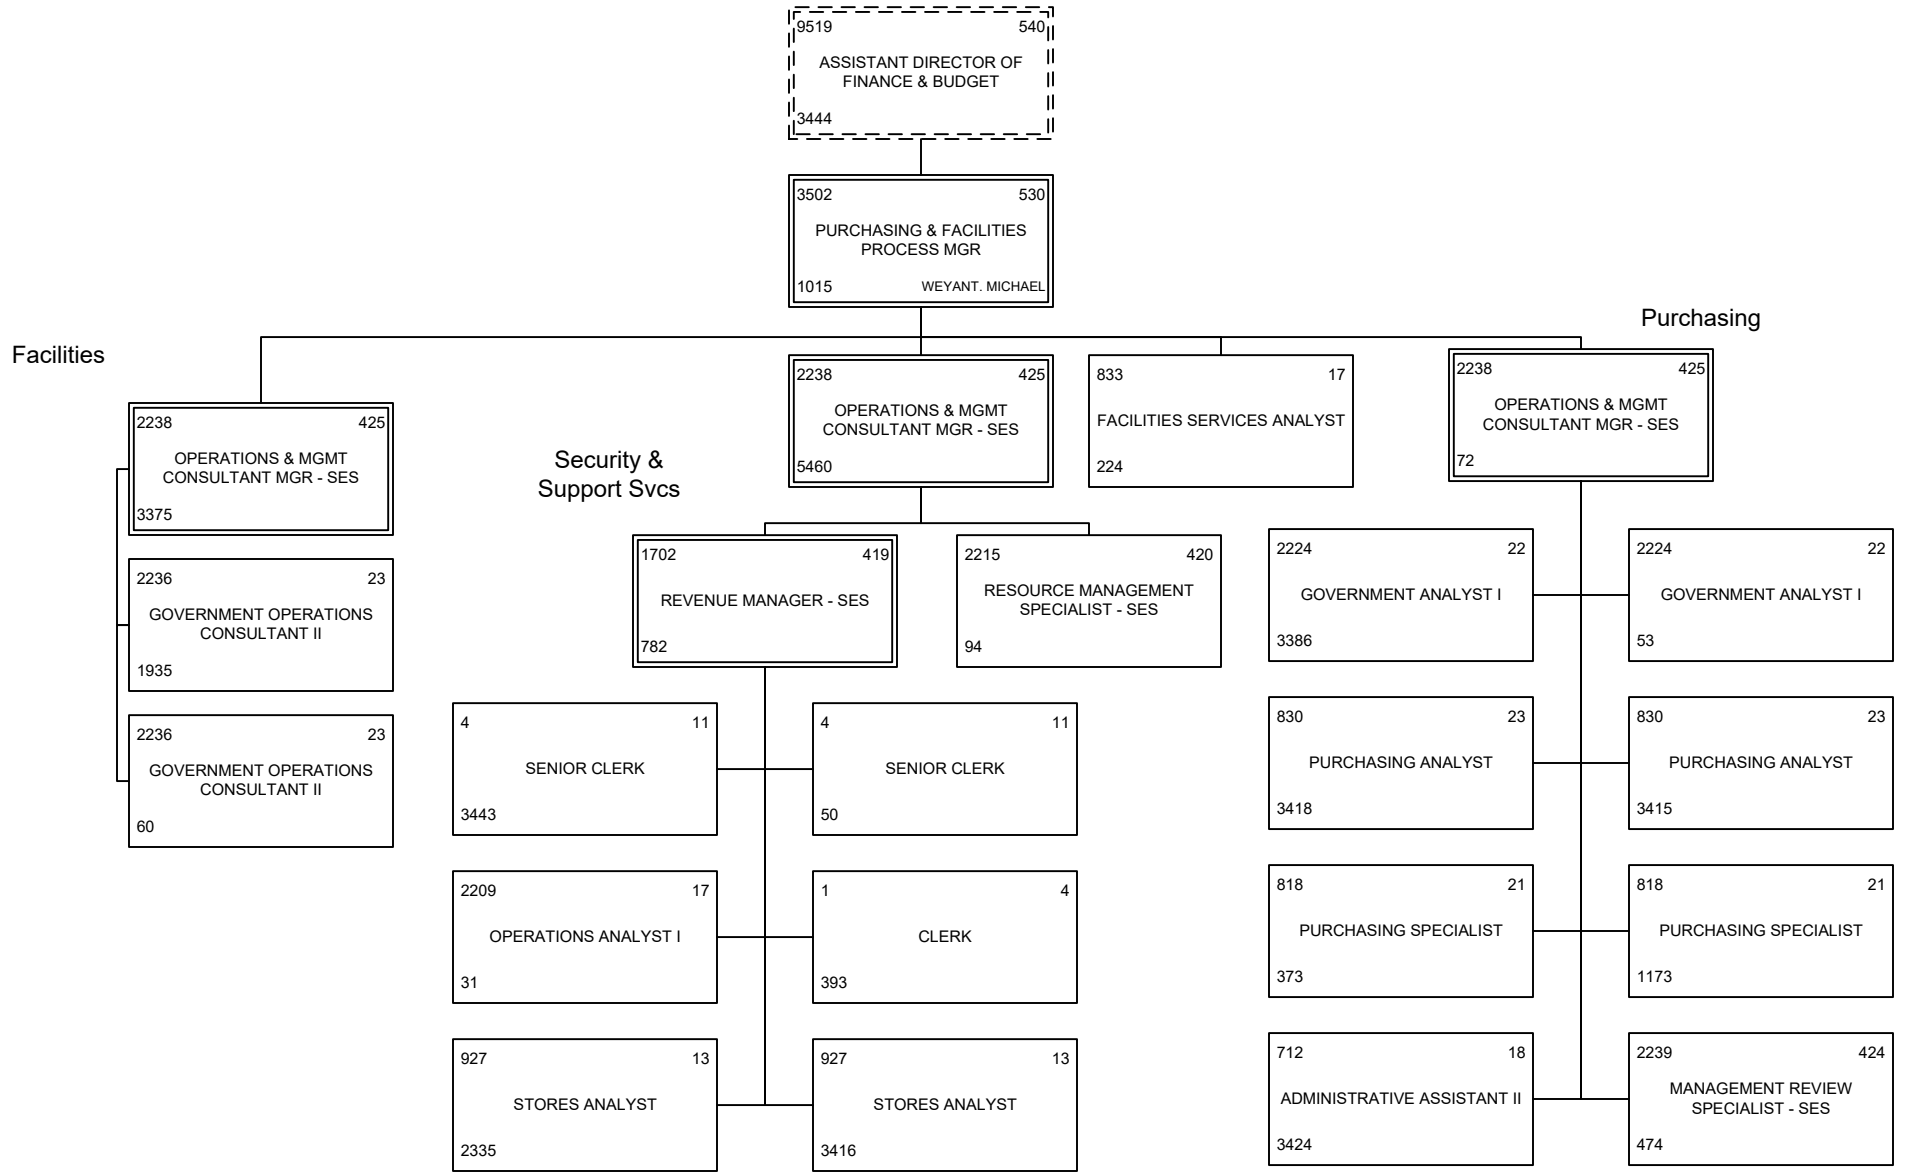 9519 540
ASSISTANT DIRECTOR OF
FINANCE & BUDGET
3444
3502 530
PURCHASING & FACILITIES
PROCESS MGR
1015 WEYANT. MICHAEL
Facilities
2238 425
OPERATIONS & MGMT
CONSULTANT MGR - SES
3375
2236 23
GOVERNMENT OPERATIONS
CONSULTANT II
1935
2236 23
GOVERNMENT OPERATIONS
CONSULTANT II
60
Security &
Support Svcs
2238 425
OPERATIONS & MGMT
CONSULTANT MGR - SES
5460
1702 419
REVENUE MANAGER - SES
782
2215 420
RESOURCE MANAGEMENT
SPECIALIST - SES
94
4 11
SENIOR CLERK
3443
4 11
SENIOR CLERK
50
2209 17
OPERATIONS ANALYST I
31
1 4
CLERK
393
927 13
STORES ANALYST
2335
927 13
STORES ANALYST
3416
833 17
FACILITIES SERVICES ANALYST
224
Purchasing
2238 425
OPERATIONS & MGMT
CONSULTANT MGR - SES
72
2224 22
GOVERNMENT ANALYST I
3386
2224 22
GOVERNMENT ANALYST I
53
830 23
PURCHASING ANALYST
3418
830 23
PURCHASING ANALYST
3415
818 21
PURCHASING SPECIALIST
373
818 21
PURCHASING SPECIALIST
1173
712 18
ADMINISTRATIVE ASSISTANT II
3424
2239 424
MANAGEMENT REVIEW
SPECIALIST - SES
474